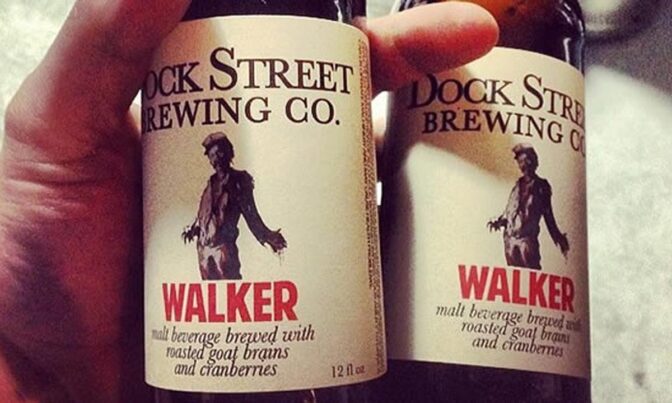 OCK STREET
REWING CO.
WALKER
malt beverage brewed with
roasted goat brains
and cranberries
12 fl oz
DOCK STRE
BREWING CO
WALKER
malt beverage brewed with
roasted goat brains
and cranberries